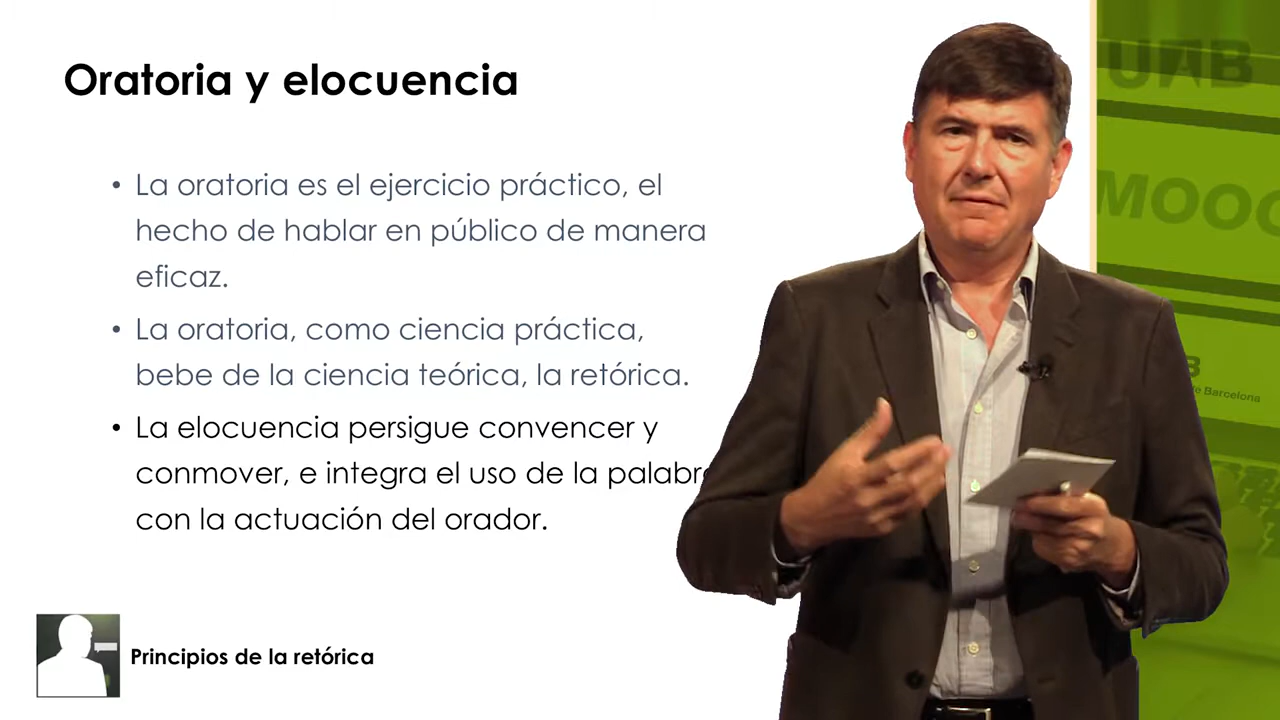 Oratoria y elocuencia
• La oratoria es el ejercicio práctico, el
hecho de hablar en público de manera
eficaz.
• La oratoria, como ciencia práctica,
bebe de la ciencia teórica, la retórica.
• La elocuencia persigue convencer y
conmover, e integra el uso de la palabra
con la actuación del orador.
Principios de la retórica
UAB
MOOC
B
de Barcelona